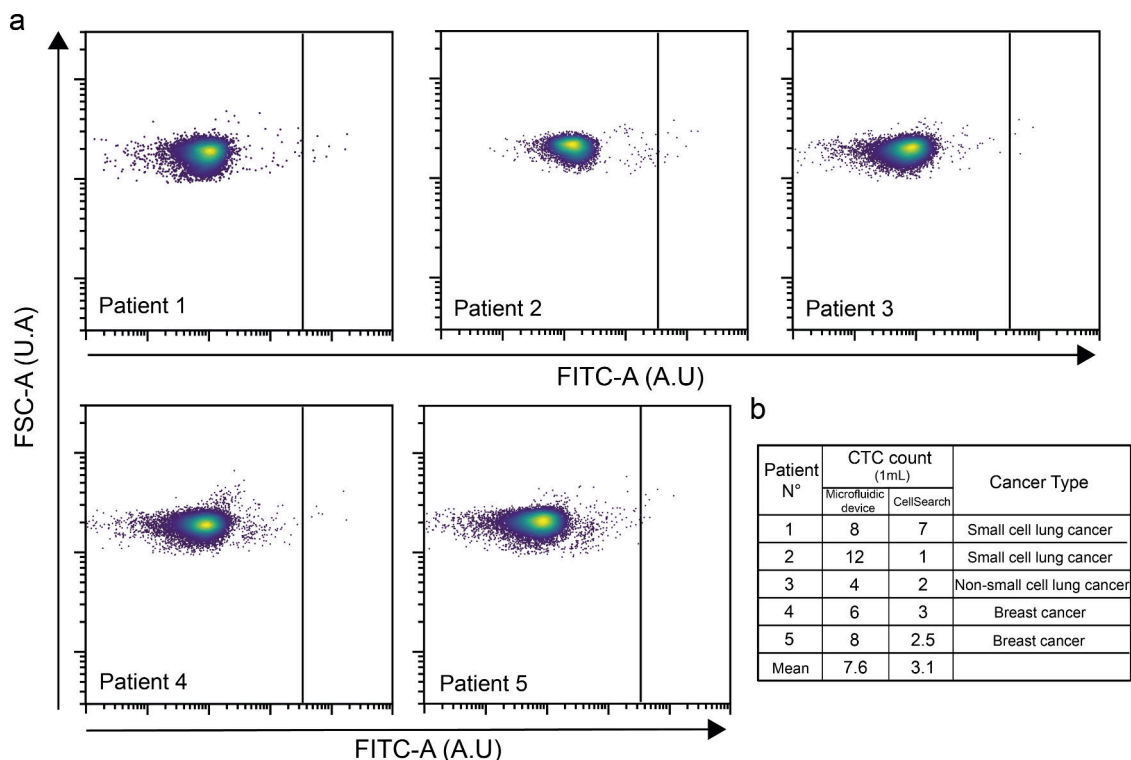 a
FSC-A (U.A)
Patient 1
Patient 2
Patient 3
FITC-A (A.U)
Patient 4
Patient 5
FITC-A (A.U)
b
Patient N° CTC count (1mL) Cancer Type
Microfluidic device CellSearch
1 8 7 Small cell lung cancer
2 12 1 Small cell lung cancer
3 4 2 Non-small cell lung cancer
4 6 3 Breast cancer
5 8 2.5 Breast cancer
Mean 7.6 3.1